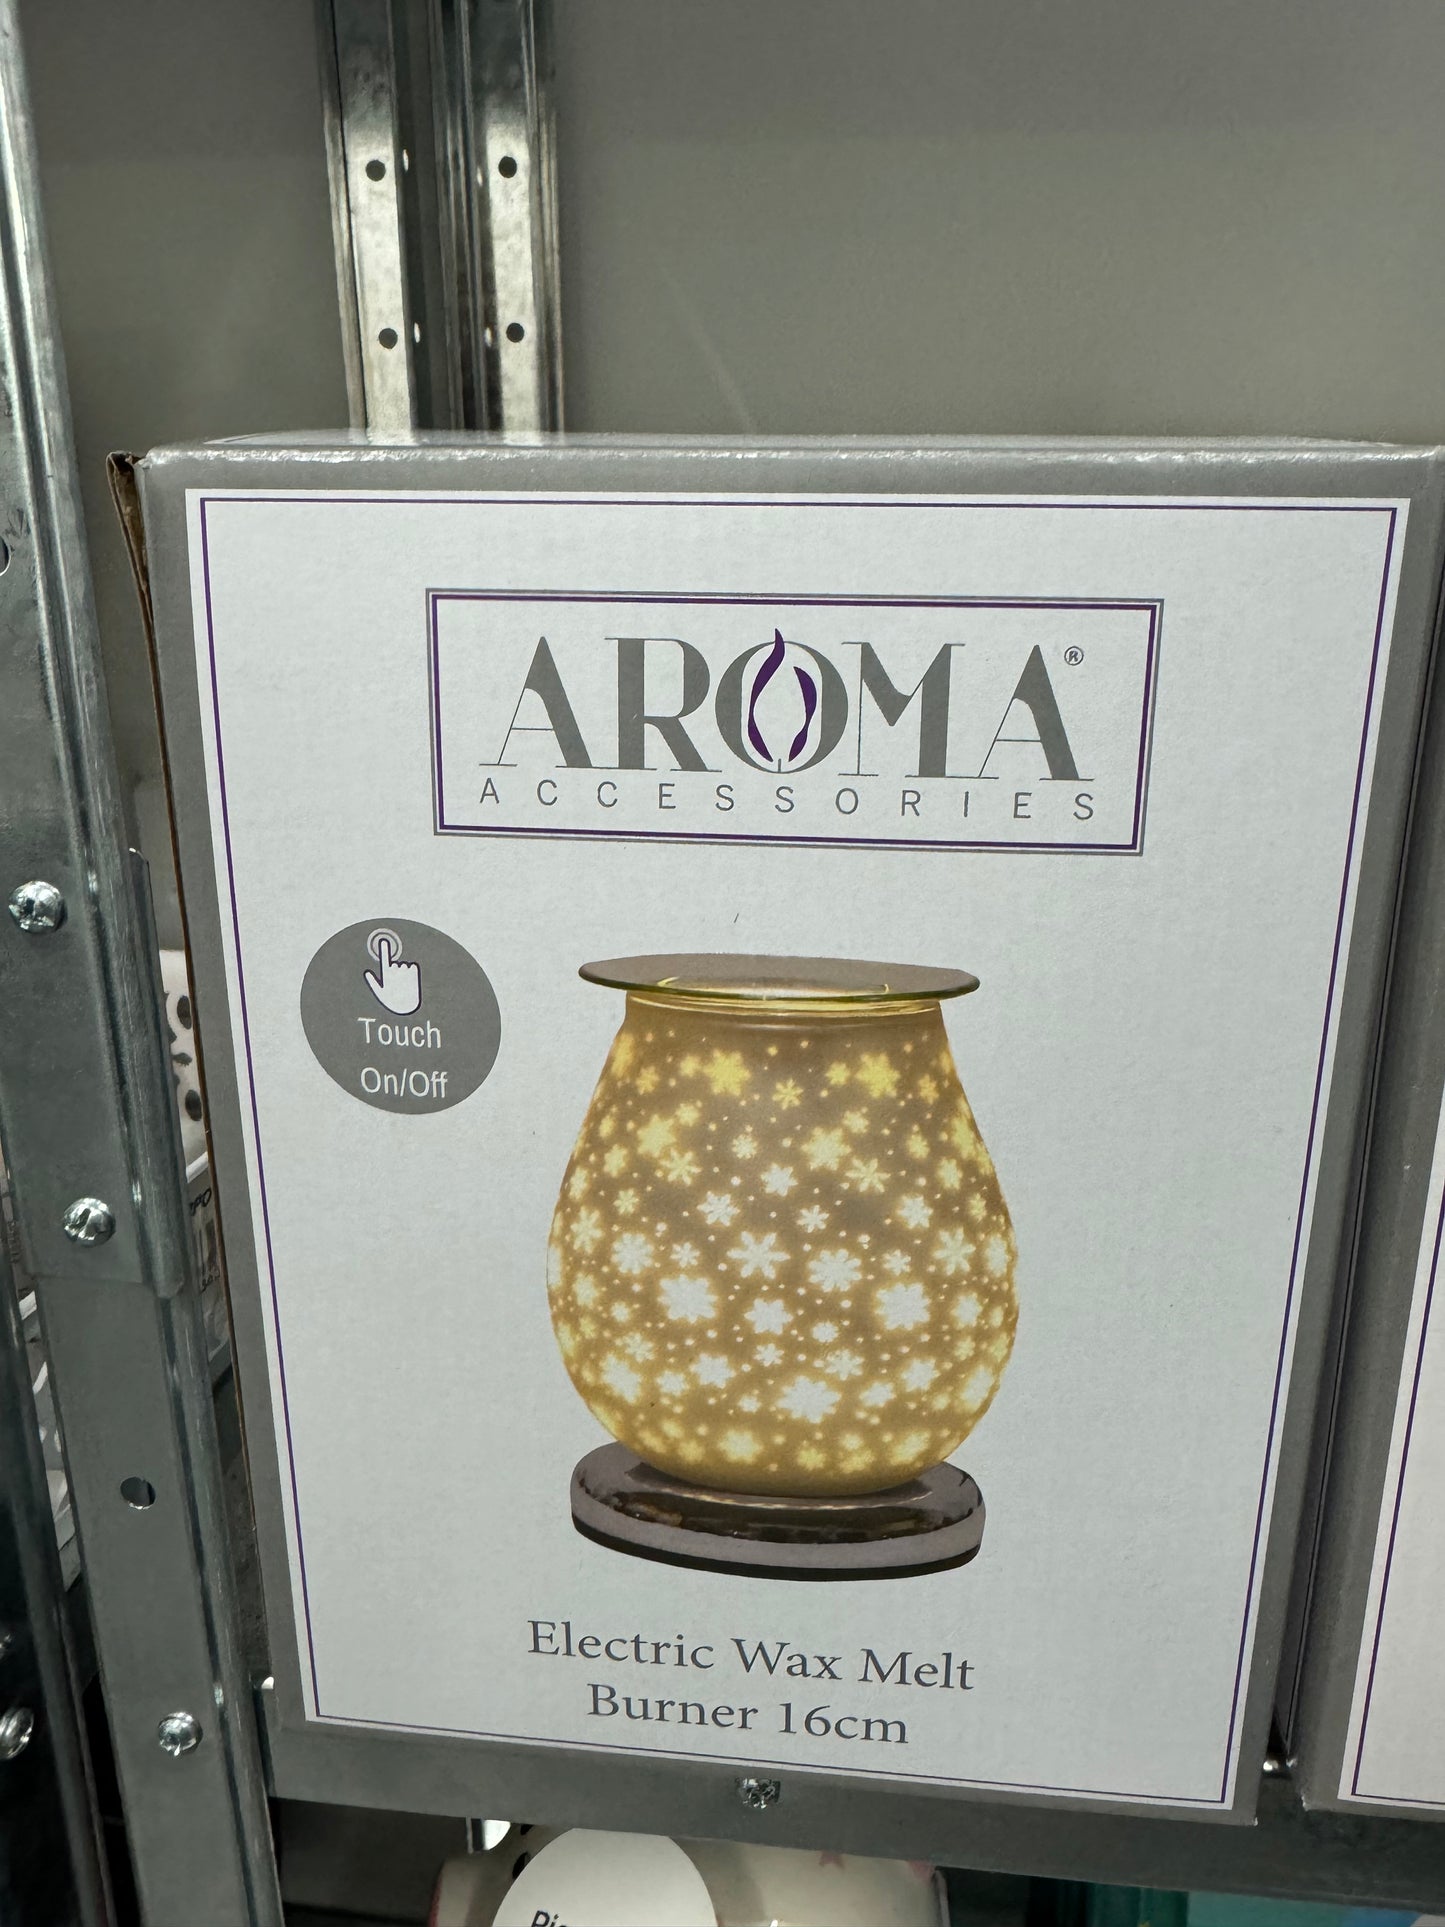 AROMA®
ACCESSORIES
Touch
On/Off
Electric Wax Melt
Burner 16cm